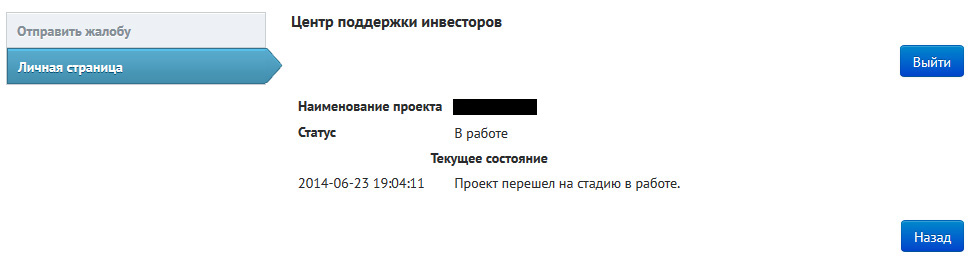 Отправить жалобу
Личная страница
Центр поддержки инвесторов
Выйти
Наименование проекта
Статус В работе
Текущее состояние
2014-06-23 19:04:11 Проект перешел на стадию в работе.
Назад